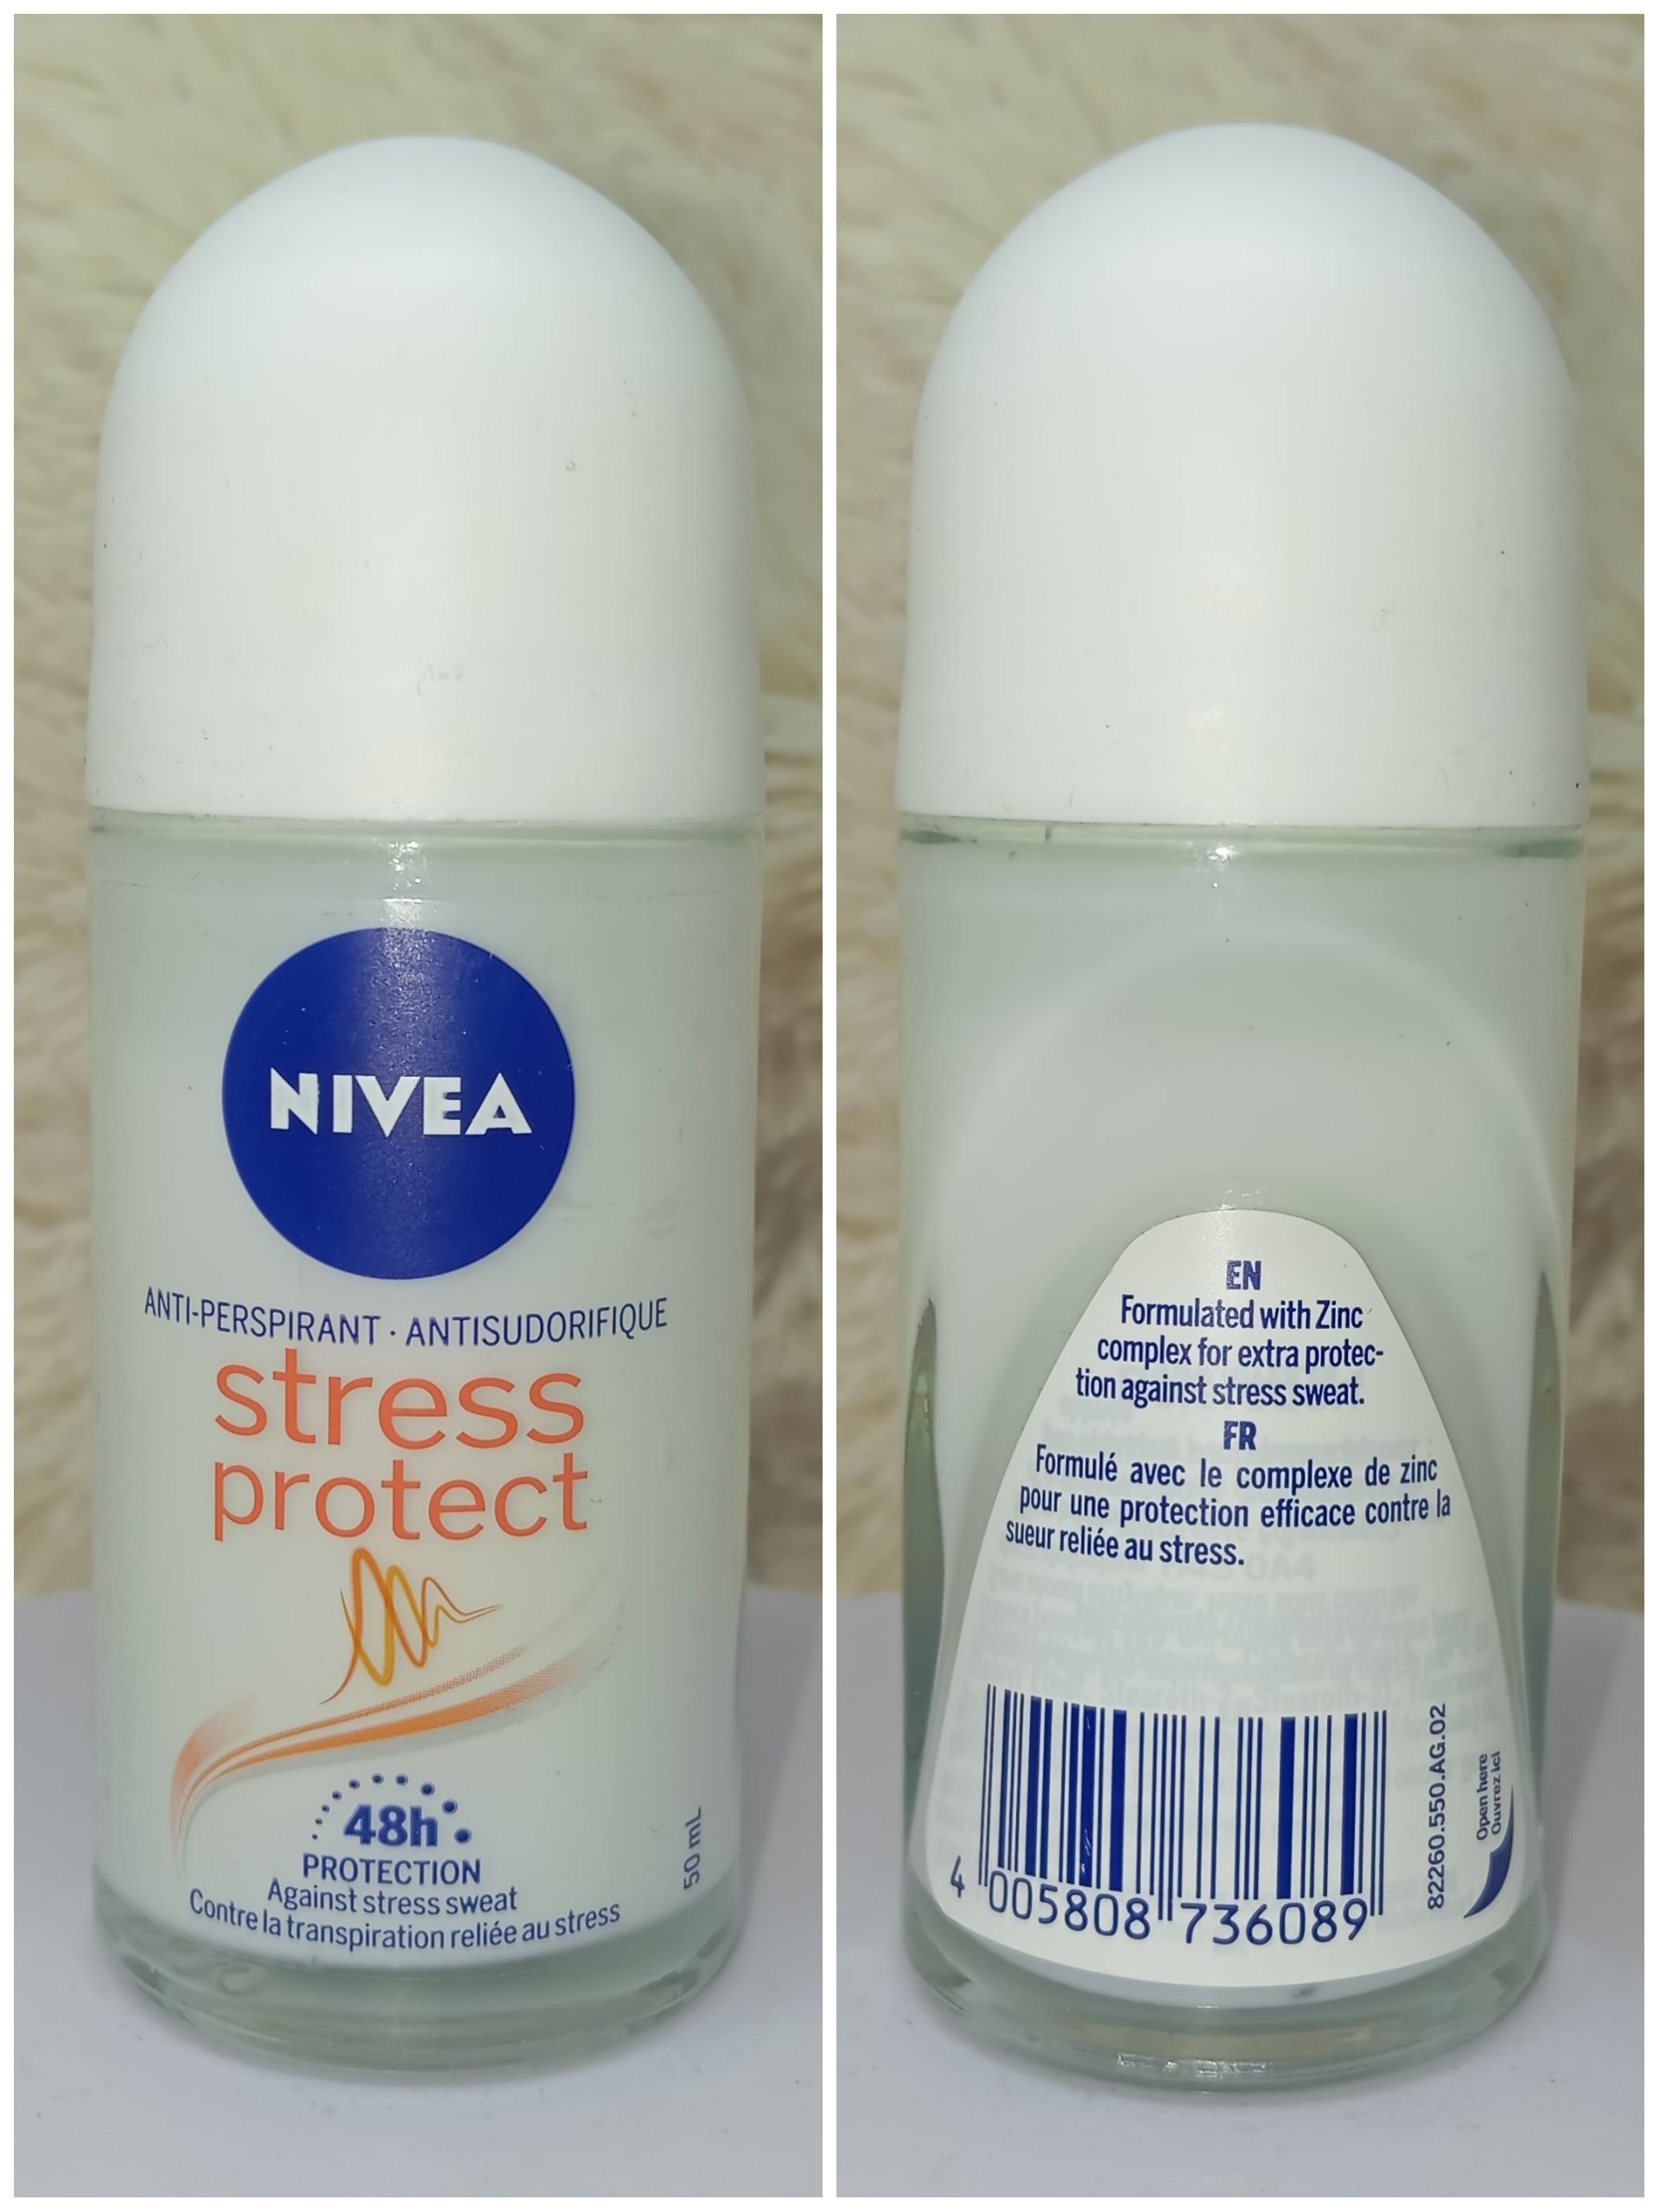 NIVEA
ANTI-PERSPIRANT · ANTISUDORIFIQUE
stress
protect
48h
PROTECTION
Against stress sweat
Contre la transpiration reliée au stress
50 mL
EN
Formulated with Zinc
complex for extra protec-
tion against stress sweat.
FR
Formulé avec le complexe de zinc
pour une protection efficace contre la
sueur reliée au stress.
4 005808 736089
82260.550.AG.02
Open here
Ouvrez ici